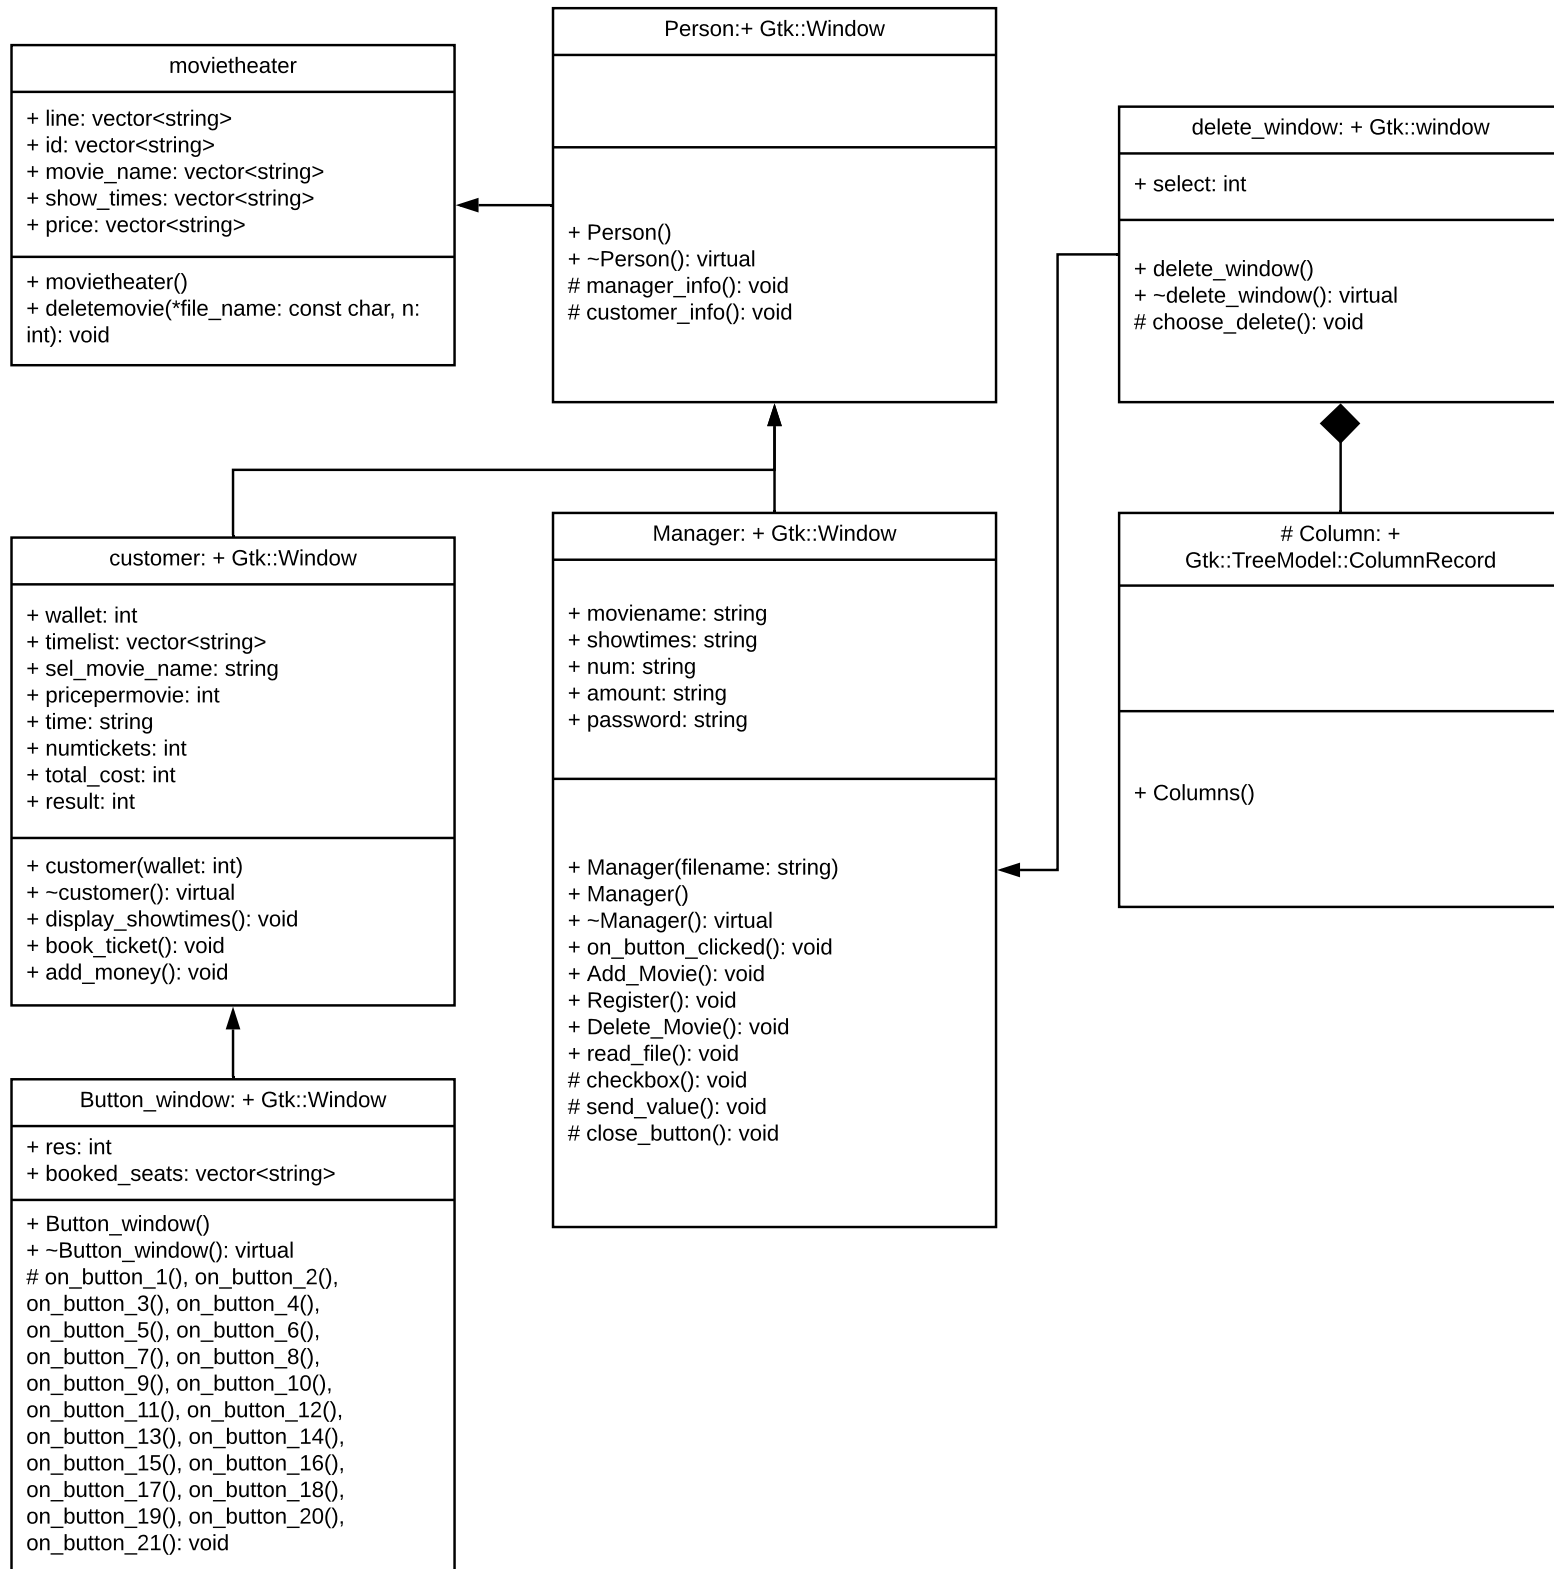 movietheater
+ line: vector<string>
+ id: vector<string>
+ movie_name: vector<string>
+ show_times: vector<string>
+ price: vector<string>
+ movietheater()
+ deletemovie(*file_name: const char, n:
int): void
Person:+ Gtk::Window
+ Person()
+ ~Person(): virtual
# manager_info(): void
# customer_info(): void
delete_window: + Gtk::window
+ select: int
+ delete_window()
+ ~delete_window(): virtual
# choose_delete(): void
customer: + Gtk::Window
+ wallet: int
+ timelist: vector<string>
+ sel_movie_name: string
+ pricepermovie: int
+ time: string
+ numtickets: int
+ total_cost: int
+ result: int
+ customer(wallet: int)
+ ~customer(): virtual
+ display_showtimes(): void
+ book_ticket(): void
+ add_money(): void
Manager: + Gtk::Window
+ moviename: string
+ showtimes: string
+ num: string
+ amount: string
+ password: string
+ Manager(filename: string)
+ Manager()
+ ~Manager(): virtual
+ on_button_clicked(): void
+ Add_Movie(): void
+ Register(): void
+ Delete_Movie(): void
+ read_file(): void
# checkbox(): void
# send_value(): void
# close_button(): void
# Column: +
Gtk::TreeModel::ColumnRecord
+ Columns()
Button_window: + Gtk::Window
+ res: int
+ booked_seats: vector<string>
+ Button_window()
+ ~Button_window(): virtual
# on_button_1(), on_button_2(),
on_button_3(), on_button_4(),
on_button_5(), on_button_6(),
on_button_7(), on_button_8(),
on_button_9(), on_button_10(),
on_button_11(), on_button_12(),
on_button_13(), on_button_14(),
on_button_15(), on_button_16(),
on_button_17(), on_button_18(),
on_button_19(), on_button_20(),
on_button_21(): void